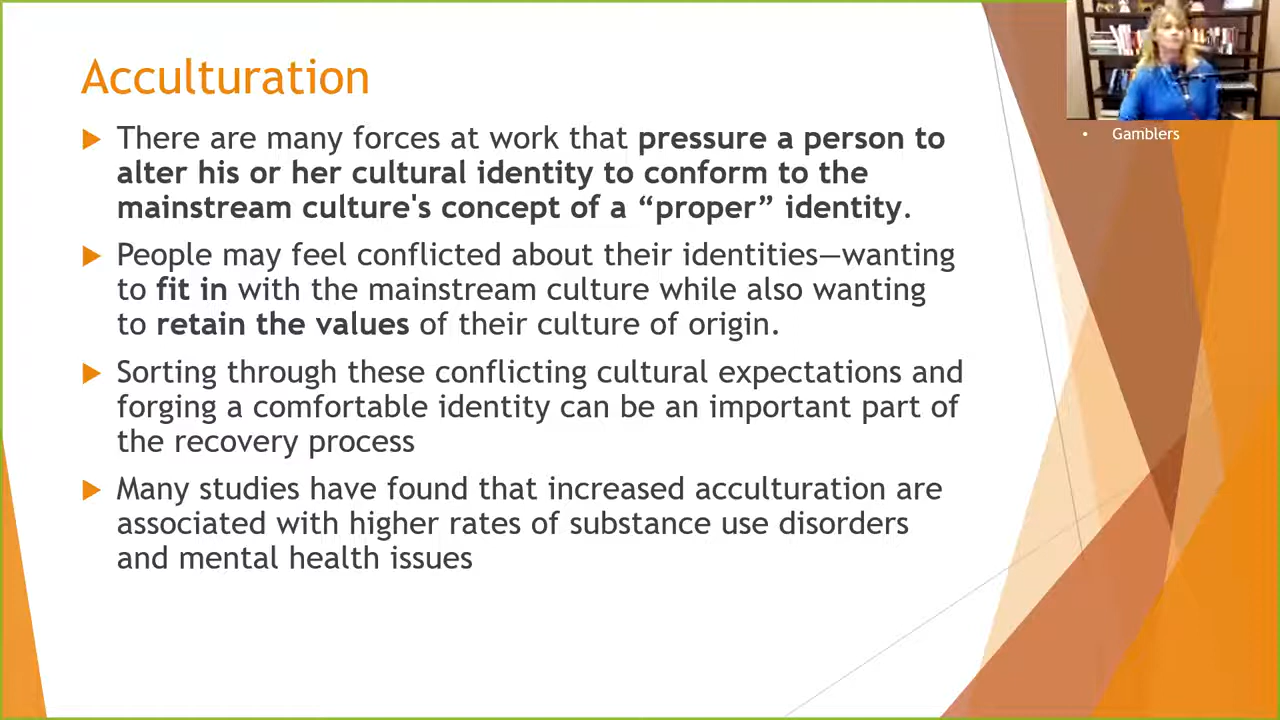 Acculturation
▶ There are many forces at work that pressure a person to
alter his or her cultural identity to conform to the
mainstream culture's concept of a “proper” identity.
▶ People may feel conflicted about their identities—wanting
to fit in with the mainstream culture while also wanting
to retain the values of their culture of origin.
▶ Sorting through these conflicting cultural expectations and
forging a comfortable identity can be an important part of
the recovery process
▶ Many studies have found that increased acculturation are
associated with higher rates of substance use disorders
and mental health issues
• Gamblers